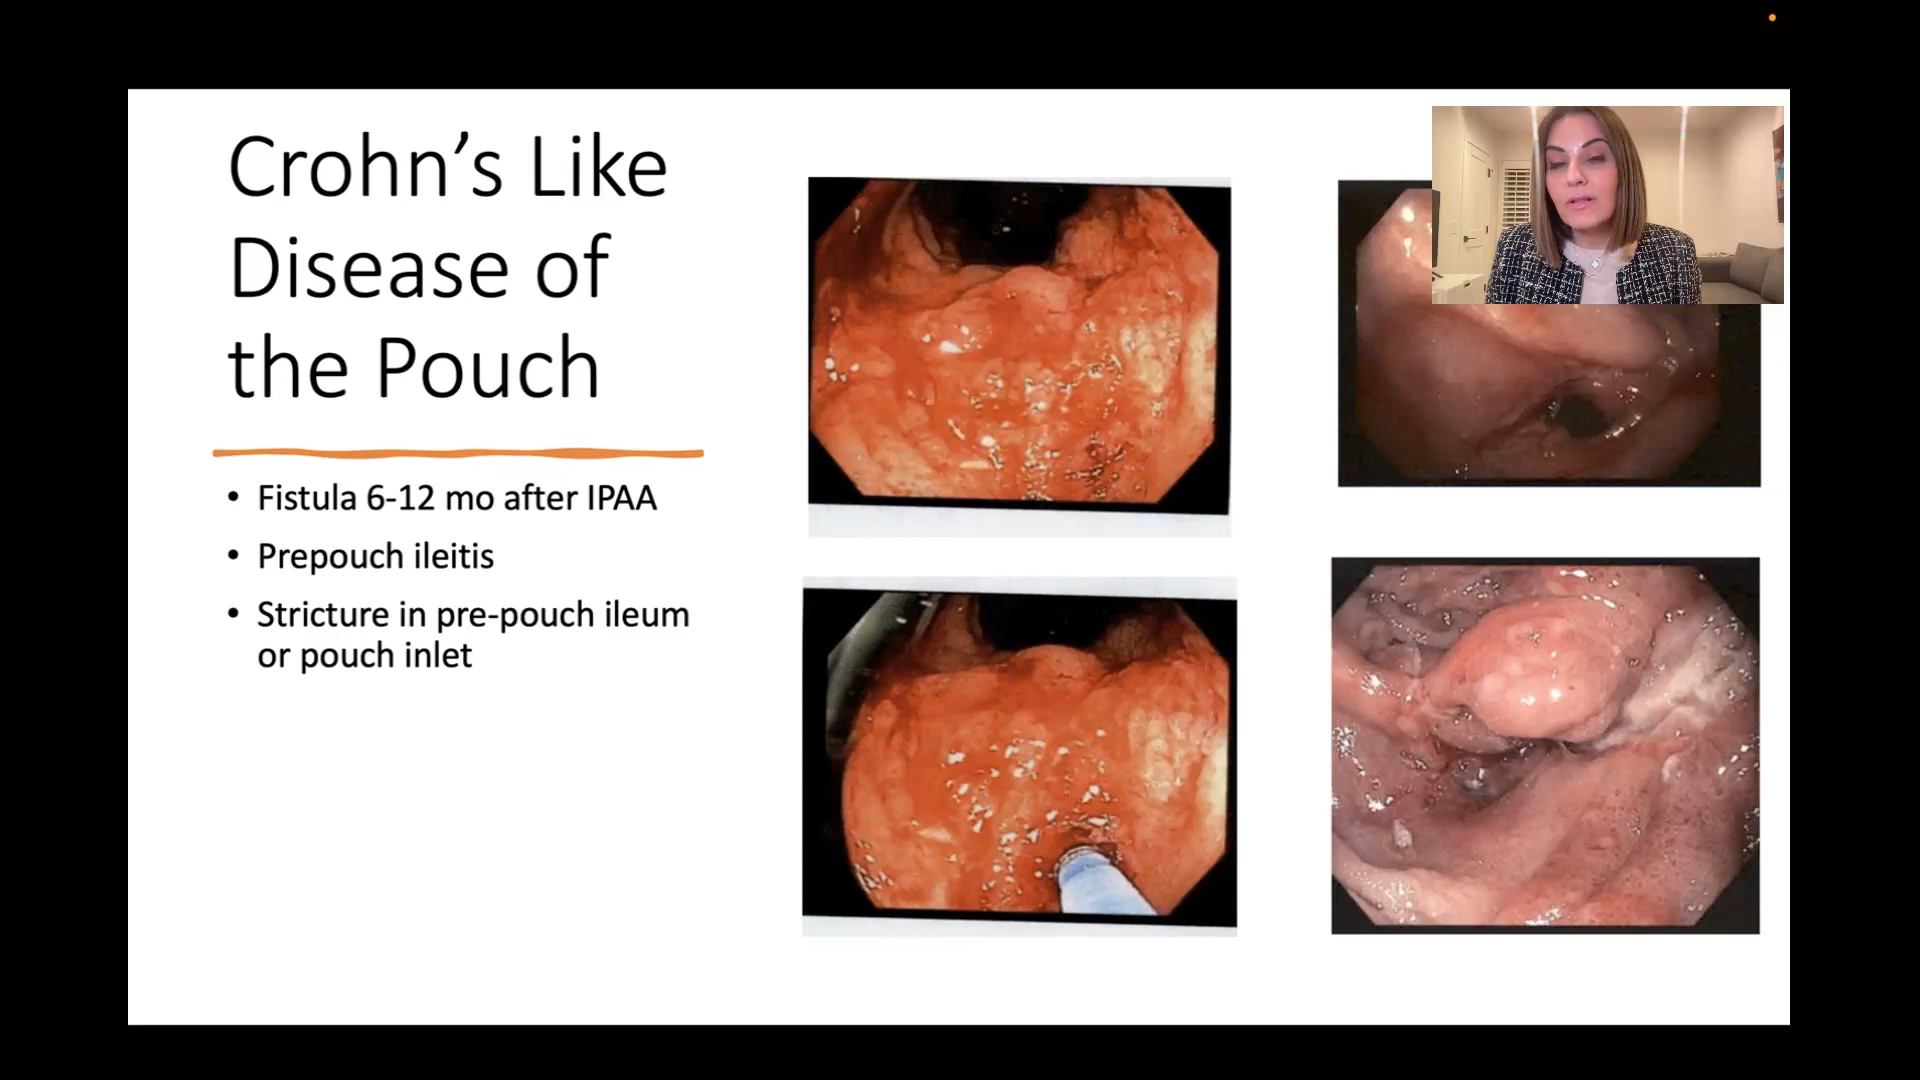 Crohn’s Like
Disease of
the Pouch
• Fistula 6-12 mo after IPAA
• Prepouch ileitis
• Stricture in pre-pouch ileum
or pouch inlet